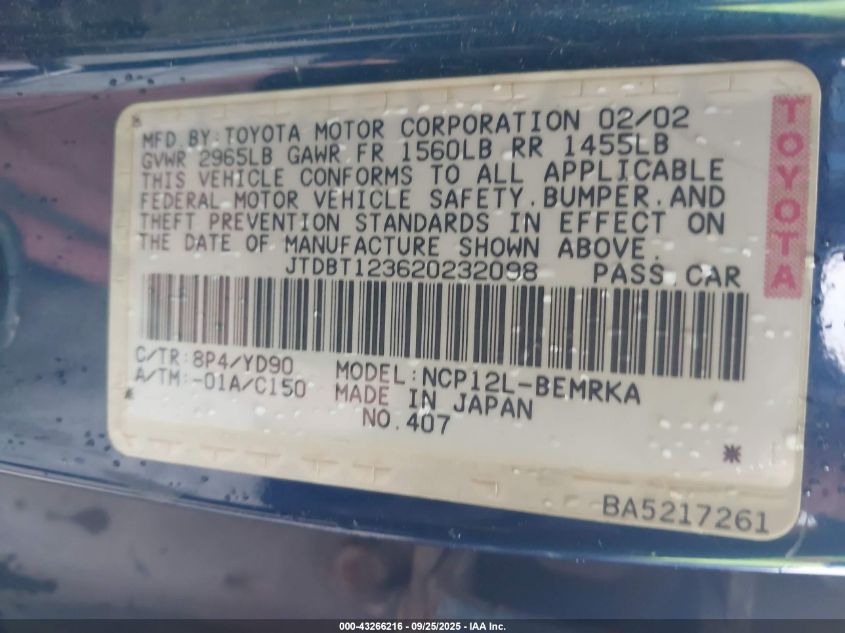 MFD.BY:TOYOTA MOTOR CORPORATION 02/02
GVWR 2965LB GAWR FR 1560LB RR 1455LB
THIS VEHICLE CONFORMS TO ALL APPLICABLE
FEDERAL MOTOR VEHICLE SAFETY,BUMPER,AND
THEFT PREVENTION STANDARDS IN EFFECT ON
THE DATE OF MANUFACTURE SHOWN ABOVE.
JTDBT123620232098 PASS.CAR
C/TR:8P4/YD90 MODEL:NCP12L-BEMRKA
A/TM:-01A/C150 MADE IN JAPAN
NO.407
TOYOTA
BA5217261
000-43266216 - 09/25/2025 - IAA Inc.